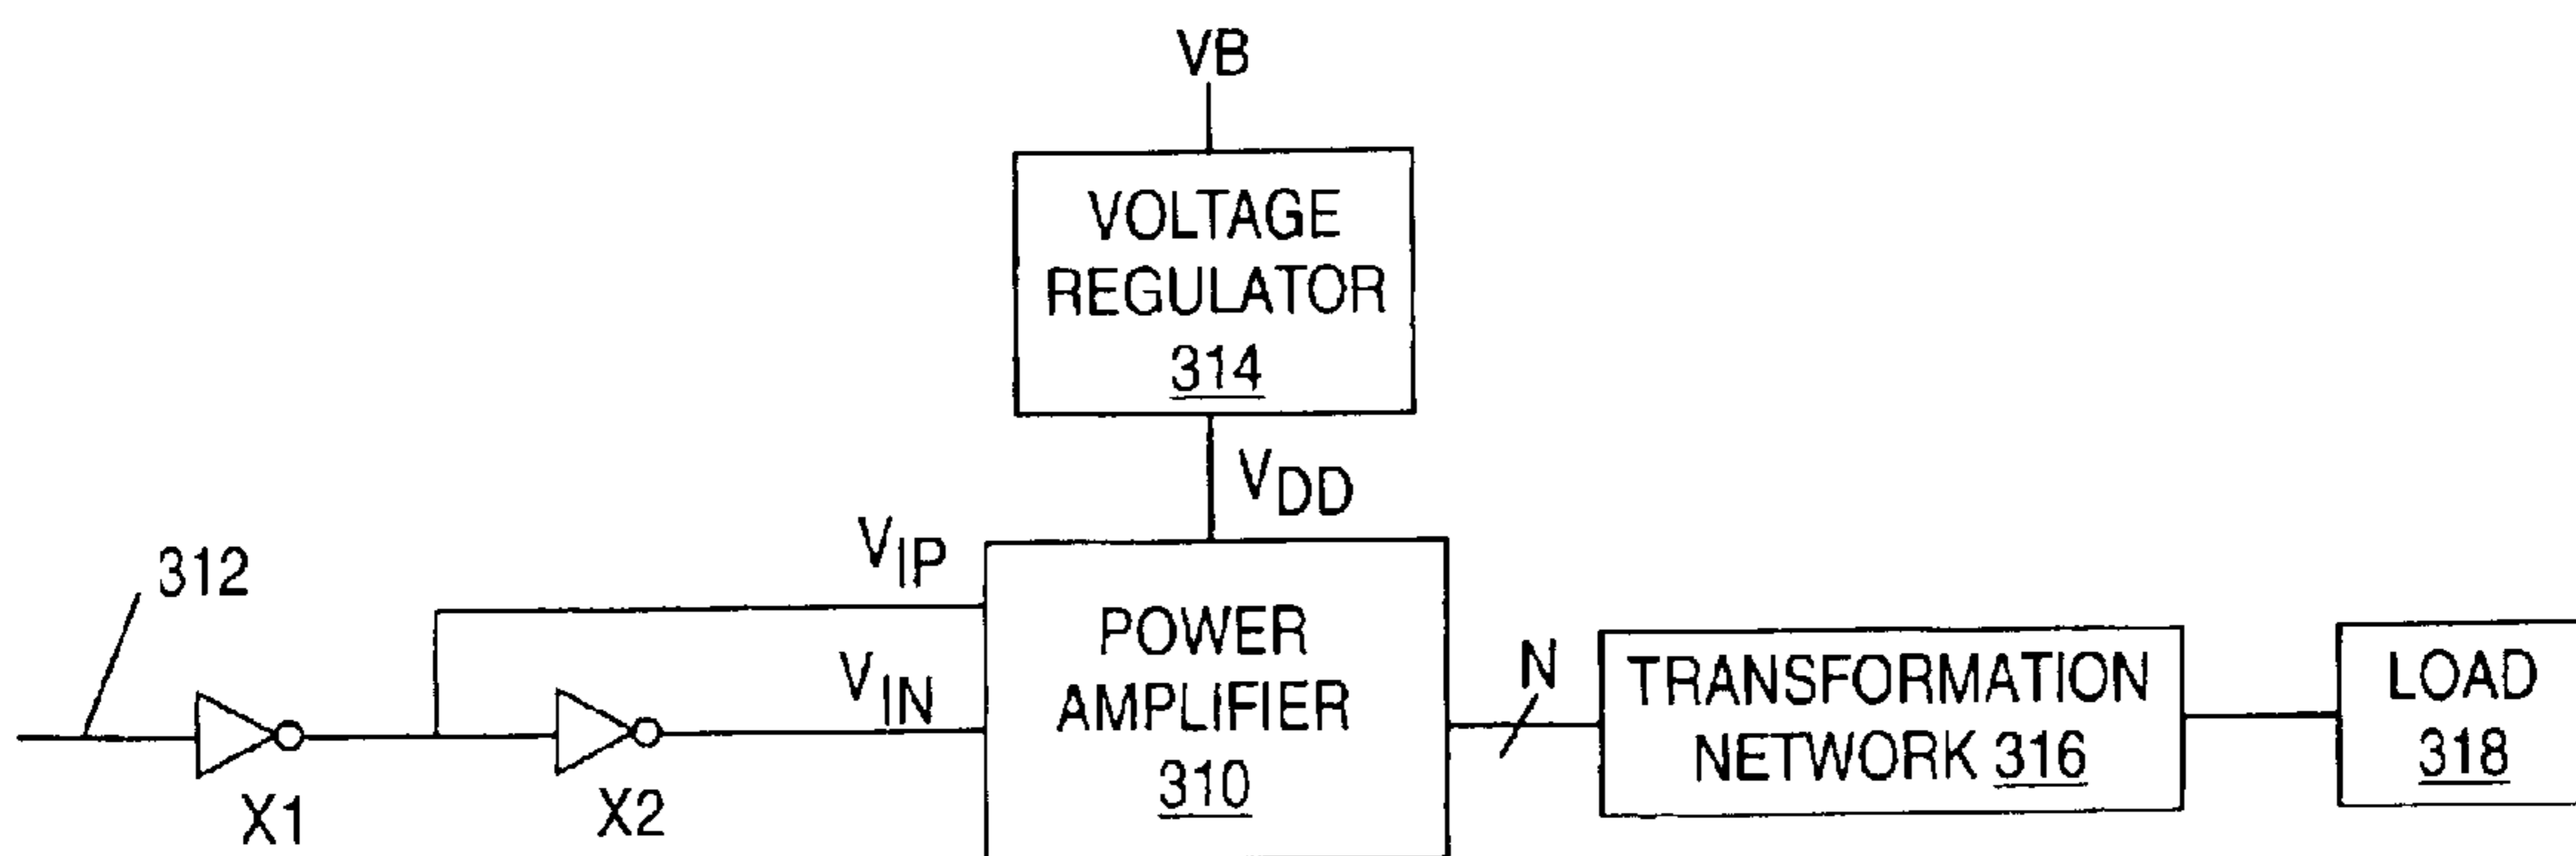 VB
VOLTAGE
REGULATOR
314
VDD
312
VIP
VIN
X1
X2
POWER
AMPLIFIER
310
N
TRANSFORMATION
NETWORK 316
LOAD
318